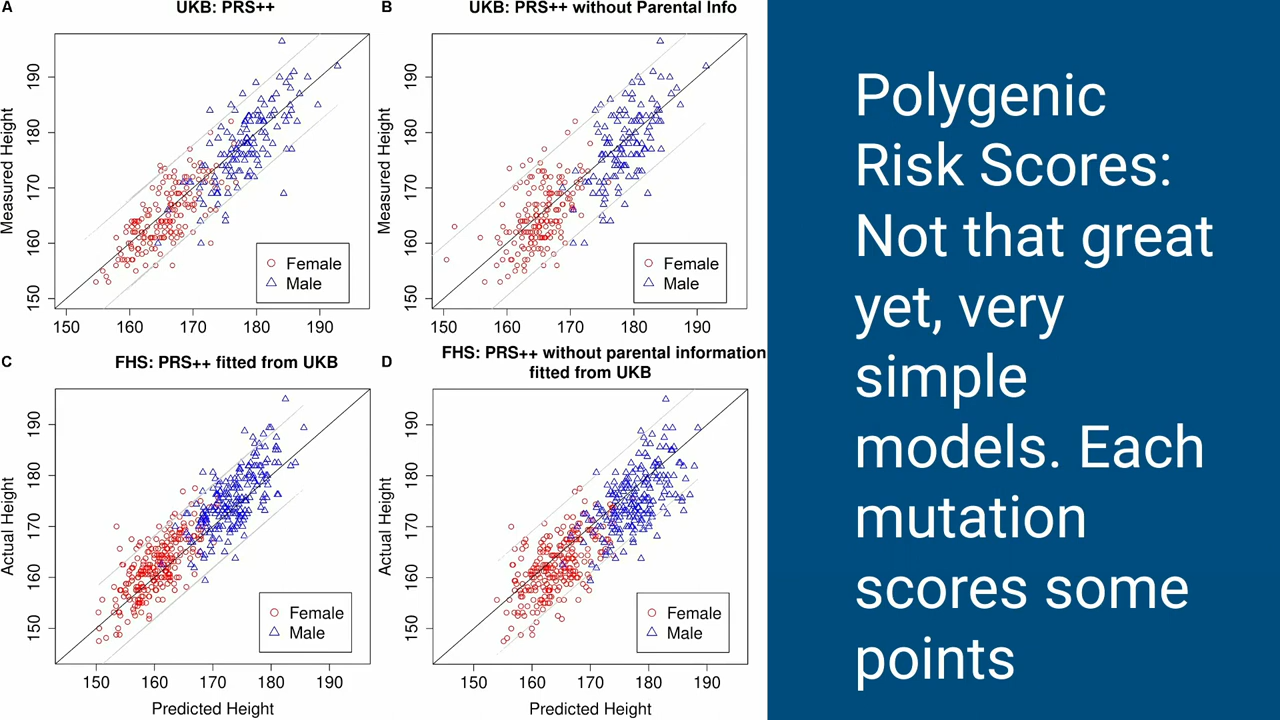 A
UKB: PRS++
Measured Height
190
180
170
160
150
Female
Male
150 160 170 180 190
B
UKB: PRS++ without Parental Info
Measured Height
190
180
170
160
150
Female
Male
150 160 170 180 190
C
FHS: PRS++ fitted from UKB
Actual Height
190
180
170
160
150
Female
Male
150 160 170 180 190
Predicted Height
D
FHS: PRS++ without parental information
fitted from UKB
Actual Height
190
180
170
160
150
Female
Male
150 160 170 180 190
Predicted Height
Polygenic
Risk Scores:
Not that great
yet, very
simple
models. Each
mutation
scores some
points